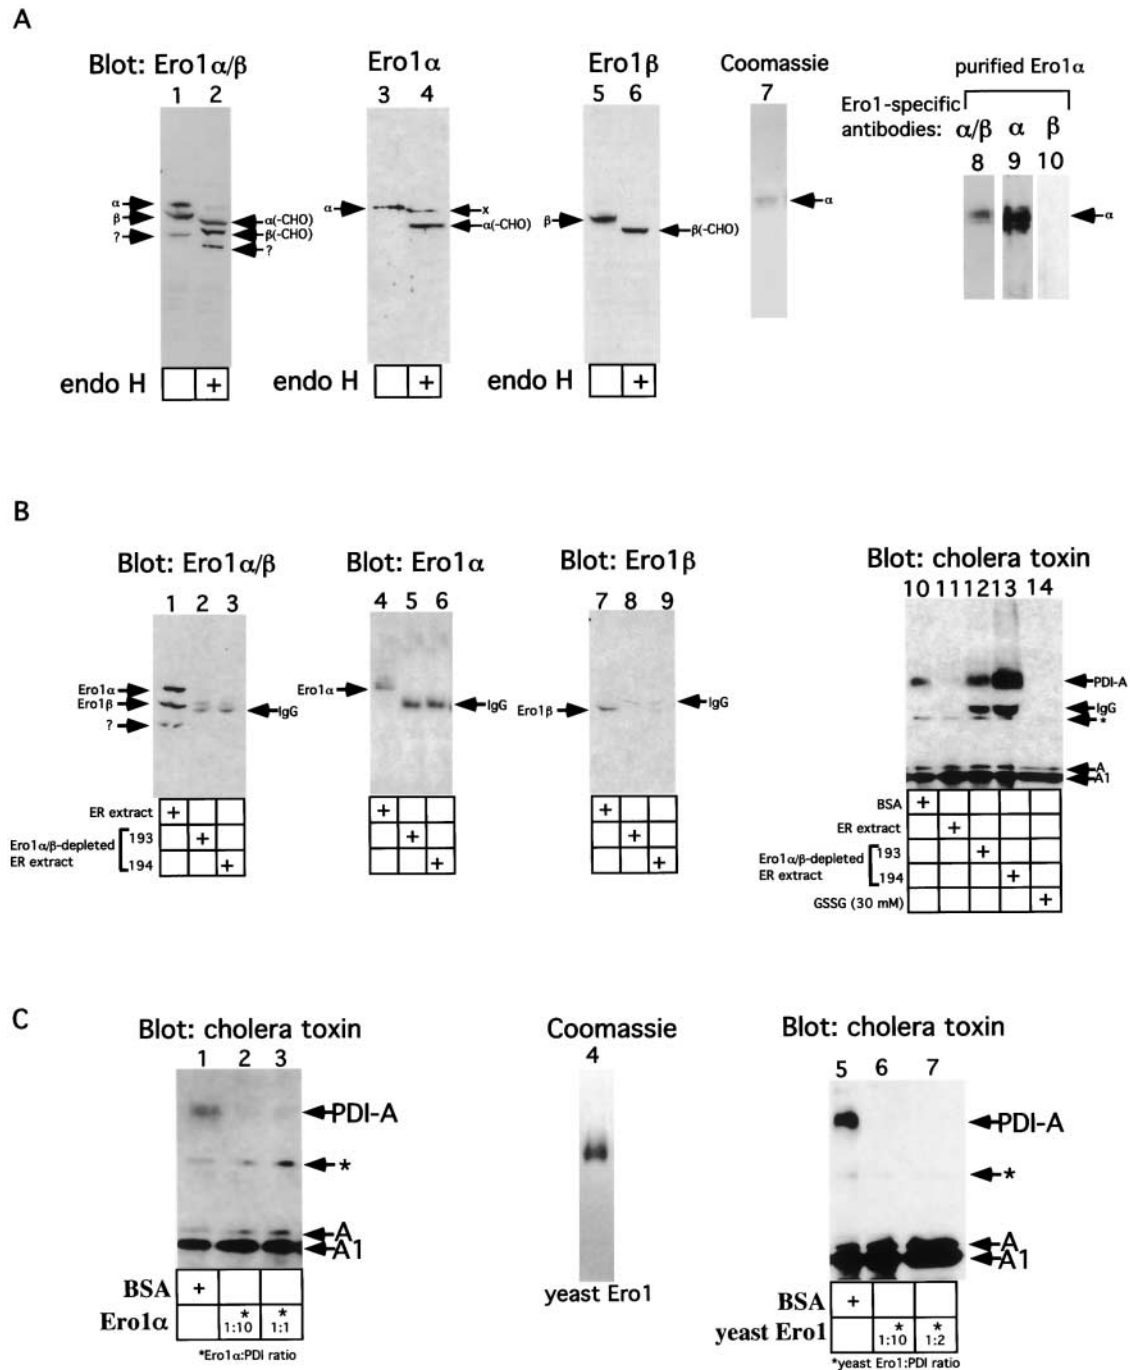 A
Blot: Ero1α/β
1 2
α
β
?
α(-CHO)
β(-CHO)
?
endo H +
Ero1α
3 4
α
x
α(-CHO)
endo H +
Ero1β
5 6
β
β(-CHO)
endo H +
Coomassie
7
α
purified Ero1α
Ero1-specific
antibodies: α/β α β
8 9 10
α
B
Blot: Ero1α/β
1 2 3
Ero1α
Ero1β
?
IgG
ER extract +
Ero1α/β-depleted
ER extract
193 +
194 +
Blot: Ero1α
4 5 6
Ero1α
IgG
+
+
+
Blot: Ero1β
7 8 9
Ero1β
IgG
+
+
+
Blot: cholera toxin
10 11 12 13 14
PDI-A
IgG
*
A
A1
BSA +
ER extract +
Ero1α/β-depleted
ER extract
193 +
194 +
GSSG (30 mM) +
C
Blot: cholera toxin
1 2 3
PDI-A
*
A
A1
BSA +
Ero1α * 1:10 * 1:1
*Ero1α:PDI ratio
Coomassie
4
yeast Ero1
Blot: cholera toxin
5 6 7
PDI-A
*
A
A1
BSA +
yeast Ero1 * 1:10 * 1:2
*yeast Ero1:PDI ratio